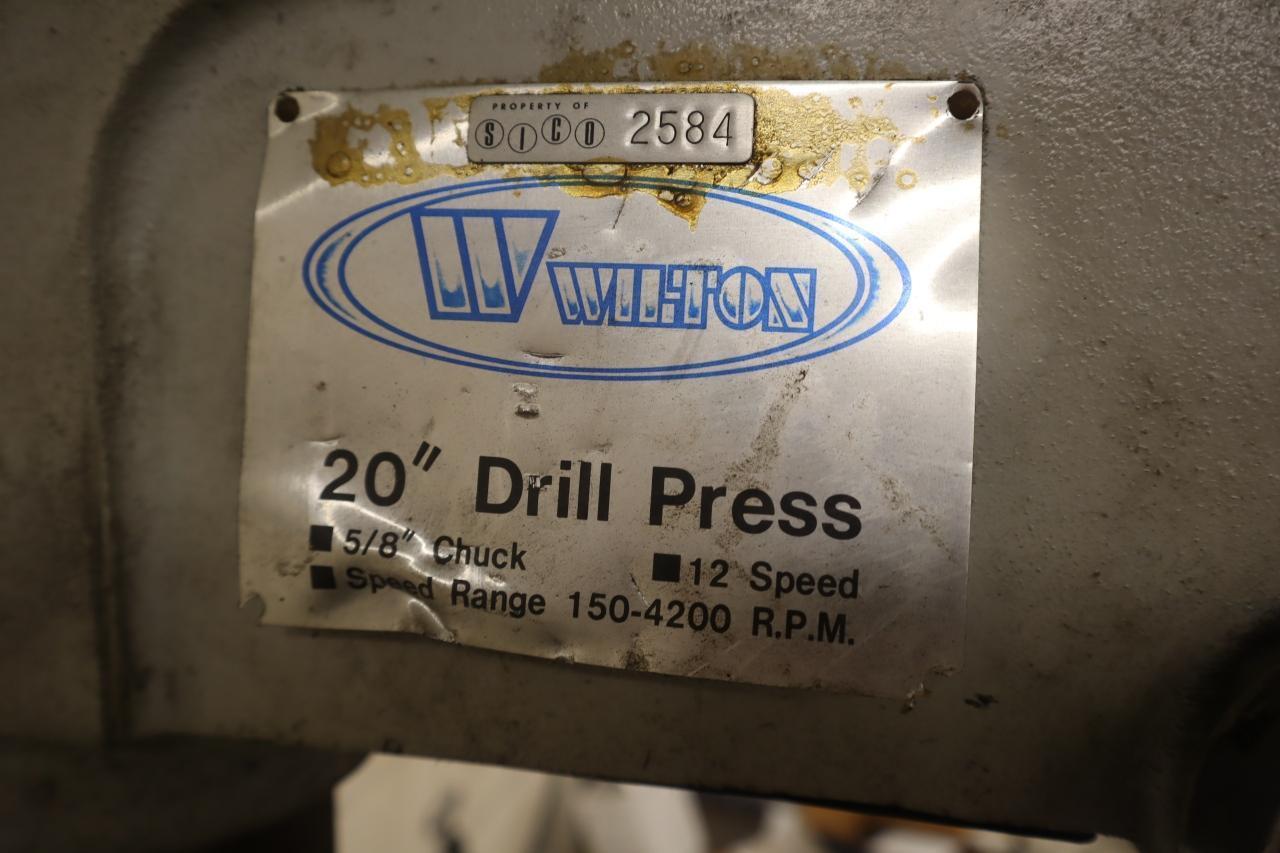 PROPERTY OF
SICO 2584
W WILTON
20" Drill Press
■ 5/8" Chuck ■ 12 Speed
■ Speed Range 150-4200 R.P.M.